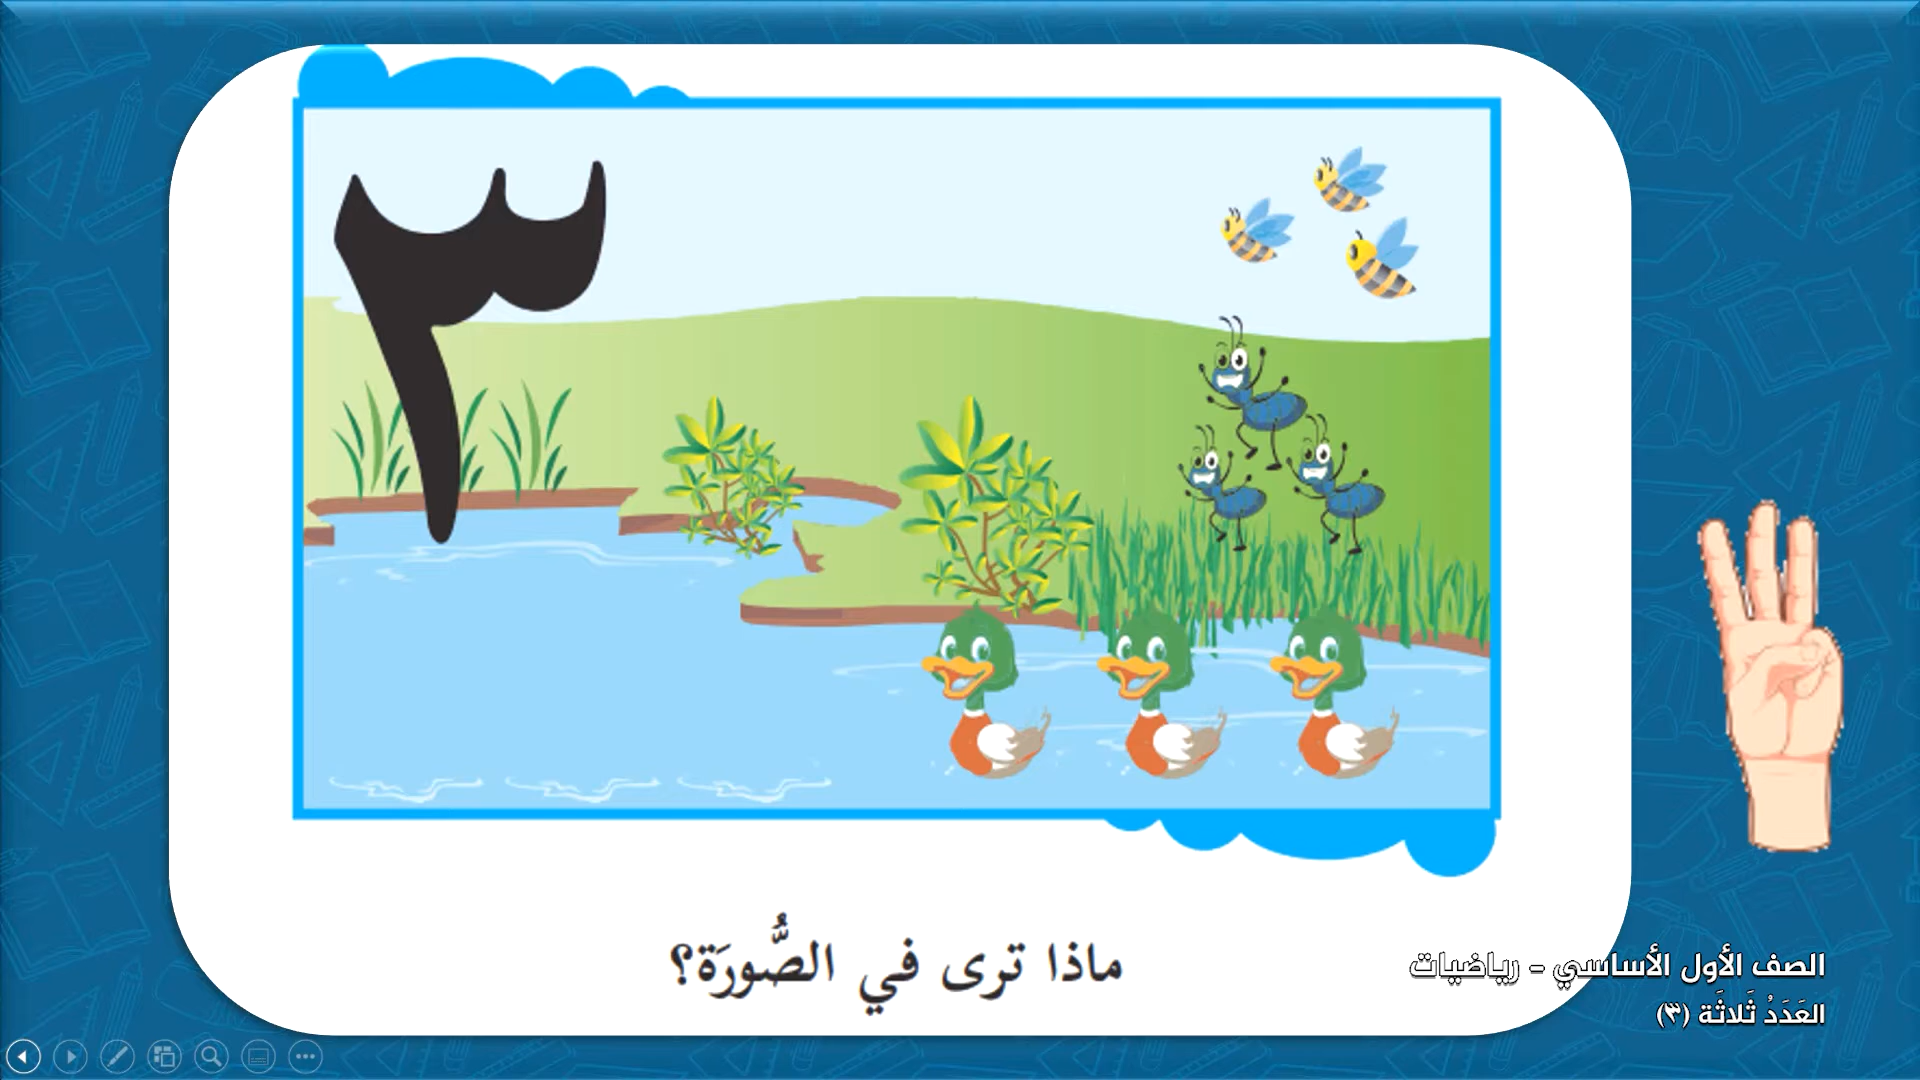 ٣
ماذا ترى في الصُّورَة؟
الصف الأول الأساسي - رياضيات
العَدَدُ ثَلاثَة (٣)